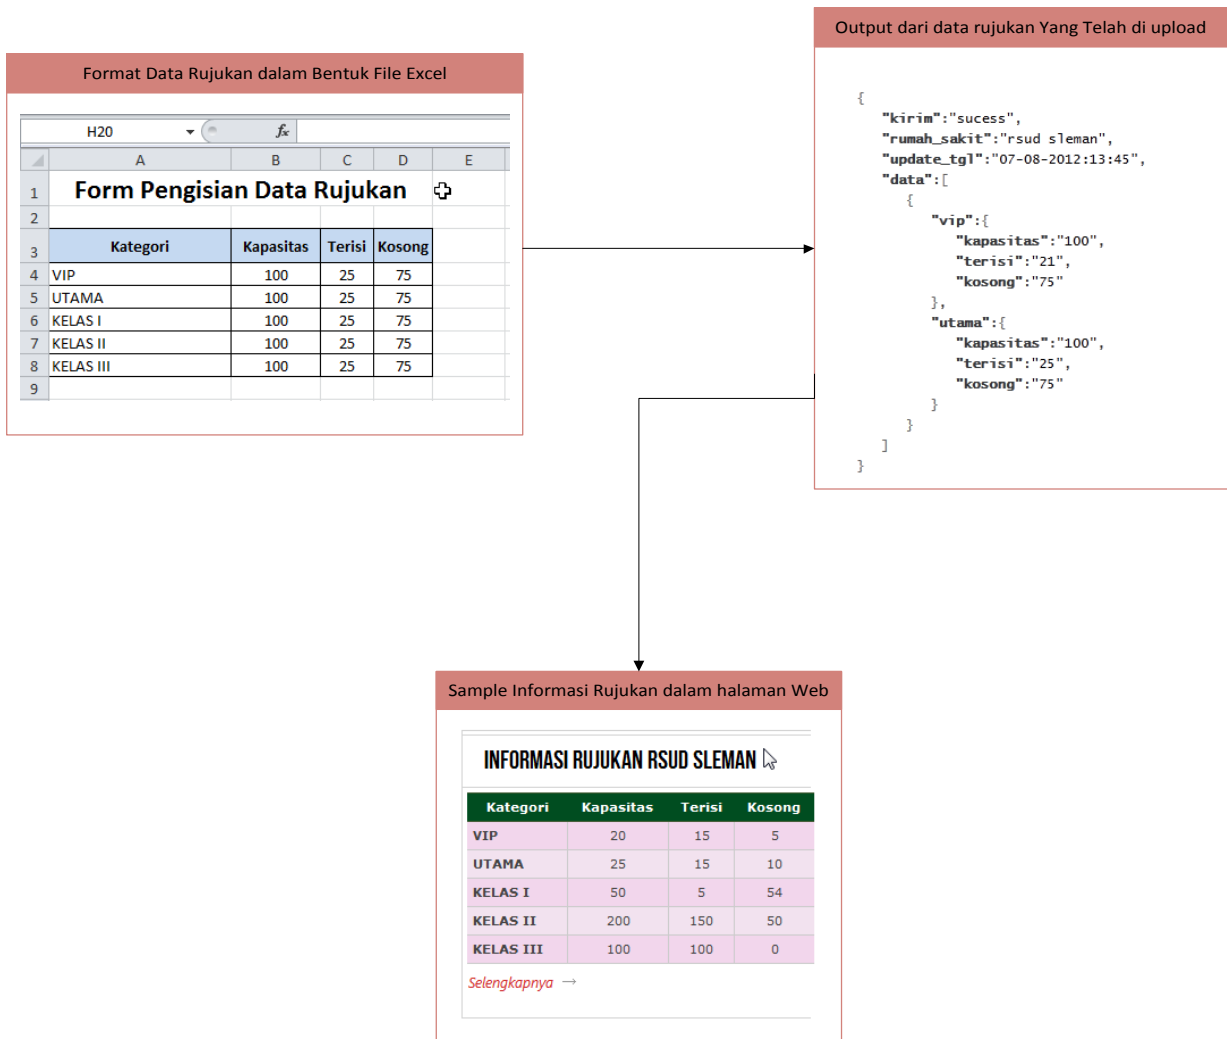 Format Data Rujukan dalam Bentuk File Excel
H20 fx
A B C D E
1 Form Pengisian Data Rujukan
2
3 Kategori Kapasitas Terisi Kosong
4 VIP 100 25 75
5 UTAMA 100 25 75
6 KELAS I 100 25 75
7 KELAS II 100 25 75
8 KELAS III 100 25 75
9
Output dari data rujukan Yang Telah di upload
{
"kirim":"sucess",
"rumah_sakit":"rsud sleman",
"update_tgl":"07-08-2012:13:45",
"data":[
{
"vip":{
"kapasitas":"100",
"terisi":"21",
"kosong":"75"
},
"utama":{
"kapasitas":"100",
"terisi":"25",
"kosong":"75"
}
}
]
}
Sample Informasi Rujukan dalam halaman Web
INFORMASI RUJUKAN RSUD SLEMAN
Kategori Kapasitas Terisi Kosong
VIP 20 15 5
UTAMA 25 15 10
KELAS I 50 5 54
KELAS II 200 150 50
KELAS III 100 100 0
Selengkapnya →